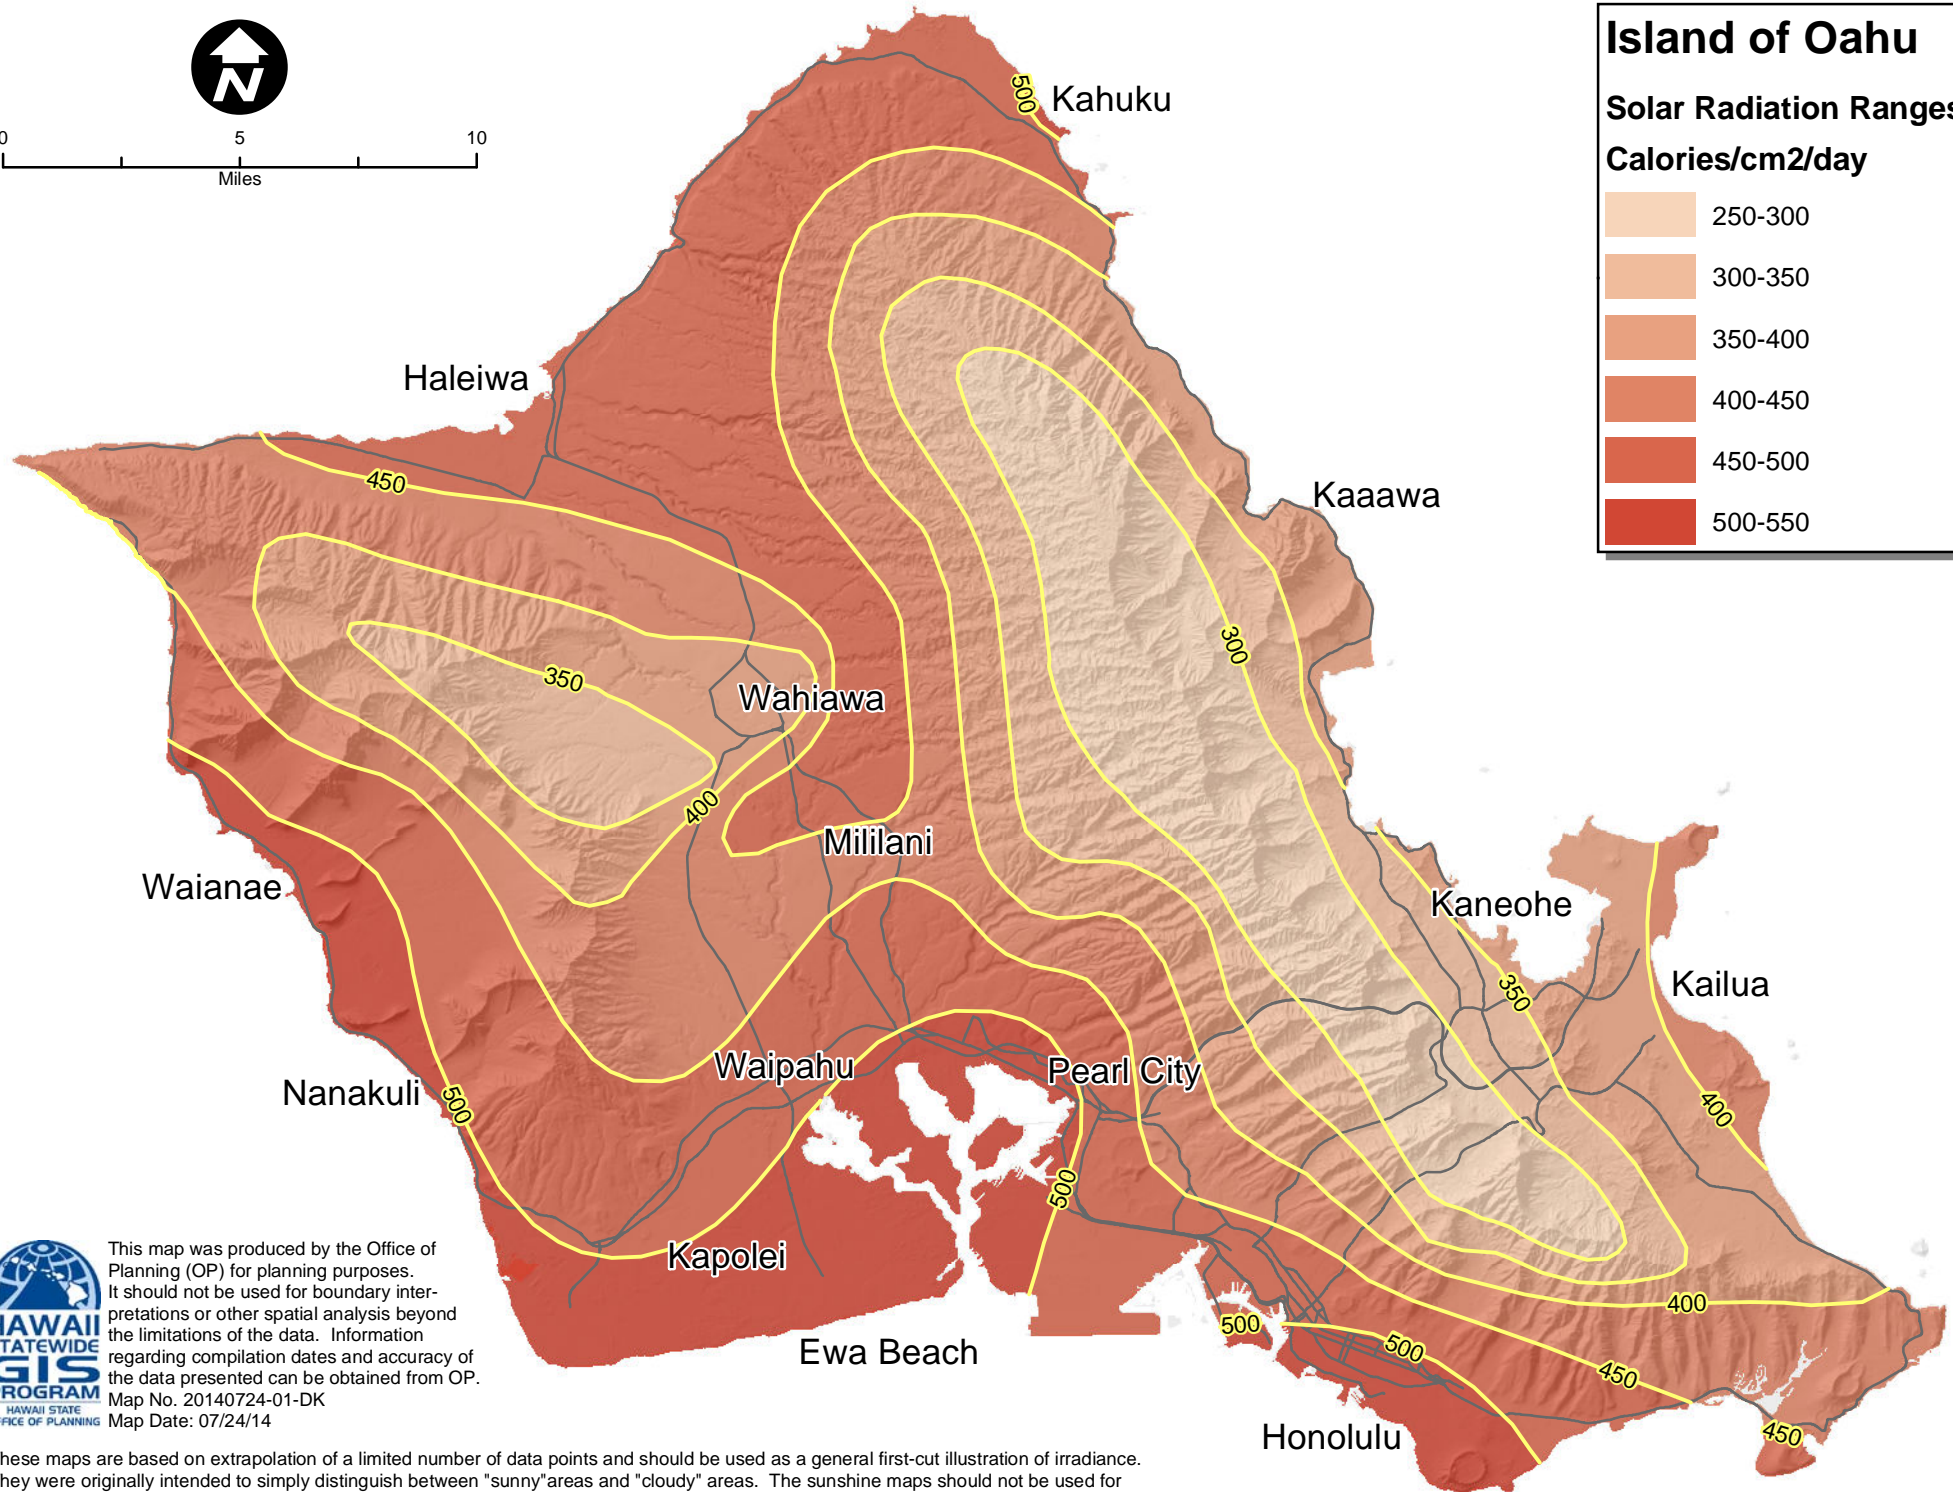 N
0 5 10
Miles
Island of Oahu
Solar Radiation Ranges
Calories/cm2/day
250-300
300-350
350-400
400-450
450-500
500-550
500
Kahuku
Haleiwa
450
Kaaawa
300
350
Wahiawa
400
Mililani
Waianae
Kaneohe
350
Kailua
Waipahu
Pearl City
Nanakuli
500
400
500
Kapolei
400
500
500
Ewa Beach
450
Honolulu
450
HAWAII
STATEWIDE
GIS
PROGRAM
HAWAII STATE
OFFICE OF PLANNING
This map was produced by the Office of
Planning (OP) for planning purposes.
It should not be used for boundary inter-
pretations or other spatial analysis beyond
the limitations of the data. Information
regarding compilation dates and accuracy of
the data presented can be obtained from OP.
Map No. 20140724-01-DK
Map Date: 07/24/14
hese maps are based on extrapolation of a limited number of data points and should be used as a general first-cut illustration of irradiance.
hey were originally intended to simply distinguish between "sunny"areas and "cloudy" areas. The sunshine maps should not be used for